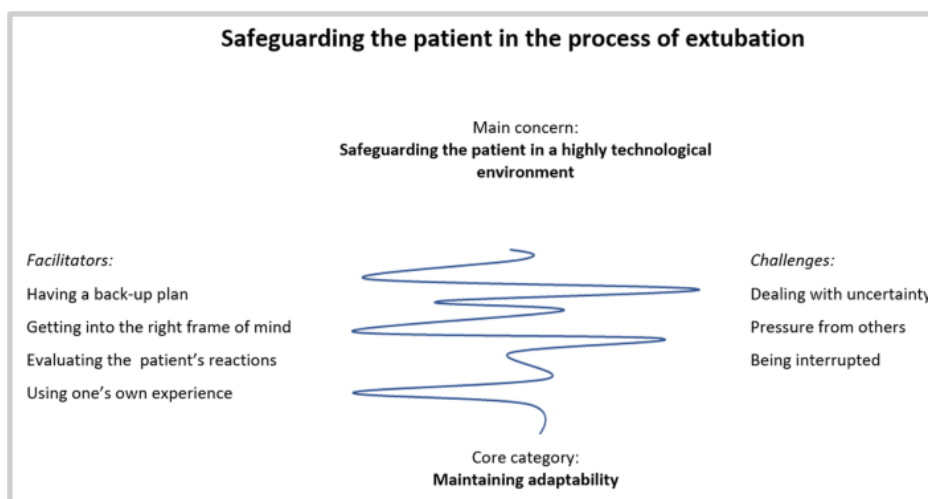 Safeguarding the patient in the process of extubation
Main concern:
Safeguarding the patient in a highly technological
environment
Facilitators:
Having a back-up plan
Getting into the right frame of mind
Evaluating the patient's reactions
Using one's own experience
Challenges:
Dealing with uncertainty
Pressure from others
Being interrupted
Core category:
Maintaining adaptability